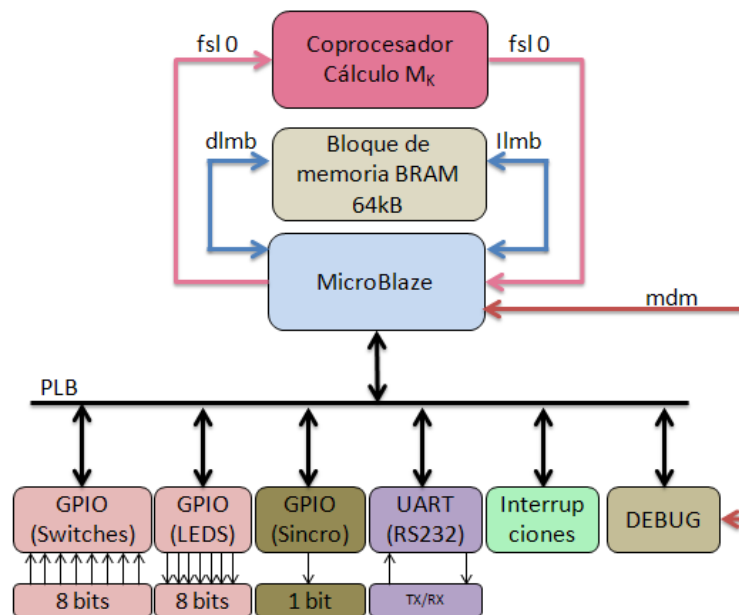 fsl 0
Coprocesador
Cálculo MK
fsl 0
dlmb
Bloque de
memoria BRAM
64kB
Ilmb
MicroBlaze
mdm
PLB
GPIO
(Switches)
GPIO
(LEDS)
GPIO
(Sincro)
UART
(RS232)
Interrup
ciones
DEBUG
8 bits
8 bits
1 bit
TX/RX